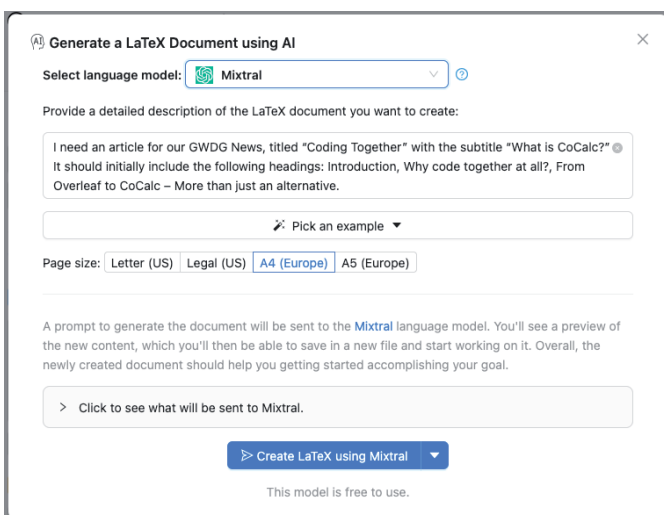 AI Generate a LaTeX Document using AI
Select language model: Mixtral
Provide a detailed description of the LaTeX document you want to create:
I need an article for our GWDG News, titled “Coding Together” with the subtitle “What is CoCalc?”
It should initially include the following headings: Introduction, Why code together at all?, From
Overleaf to CoCalc – More than just an alternative.
Pick an example
Page size: Letter (US) Legal (US) A4 (Europe) A5 (Europe)
A prompt to generate the document will be sent to the Mixtral language model. You'll see a preview of
the new content, which you'll then be able to save in a new file and start working on it. Overall, the
newly created document should help you getting started accomplishing your goal.
Click to see what will be sent to Mixtral.
Create LaTeX using Mixtral
This model is free to use.